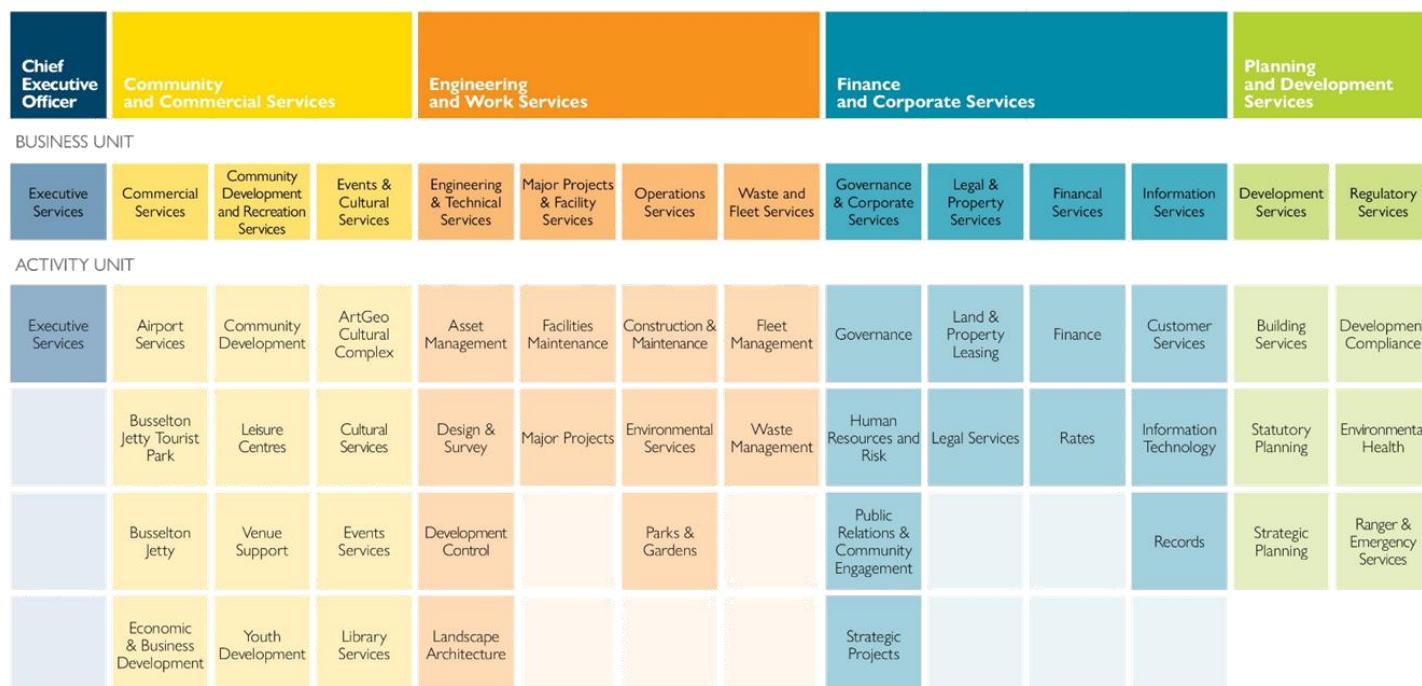 Chief
Executive
Officer
Community
and Commercial Services
Engineering
and Work Services
Finance
and Corporate Services
Planning
and Development
Services
BUSINESS UNIT
Executive
Services
Commercial
Services
Community
Development
and Recreation
Services
Events &
Cultural
Services
Engineering
& Technical
Services
Major Projects
& Facility
Services
Operations
Services
Waste and
Fleet Services
Governance
& Corporate
Services
Legal &
Property
Services
Financal
Services
Information
Services
Development
Services
Regulatory
Services
ACTIVITY UNIT
Executive
Services
Airport
Services
Community
Development
ArtGeo
Cultural
Complex
Asset
Management
Facilities
Maintenance
Construction &
Maintenance
Fleet
Management
Governance
Land &
Property
Leasing
Finance
Customer
Services
Building
Services
Development
Compliance
Busselton
Jetty Tourist
Park
Leisure
Centres
Cultural
Services
Design &
Survey
Major Projects
Environmental
Services
Waste
Management
Human
Resources and
Risk
Legal Services
Rates
Information
Technology
Statutory
Planning
Environmental
Health
Busselton
Jetty
Venue
Support
Events
Services
Development
Control
Parks &
Gardens
Public
Relations &
Community
Engagement
Records
Strategic
Planning
Ranger &
Emergency
Services
Economic
& Business
Development
Youth
Development
Library
Services
Landscape
Architecture
Strategic
Projects